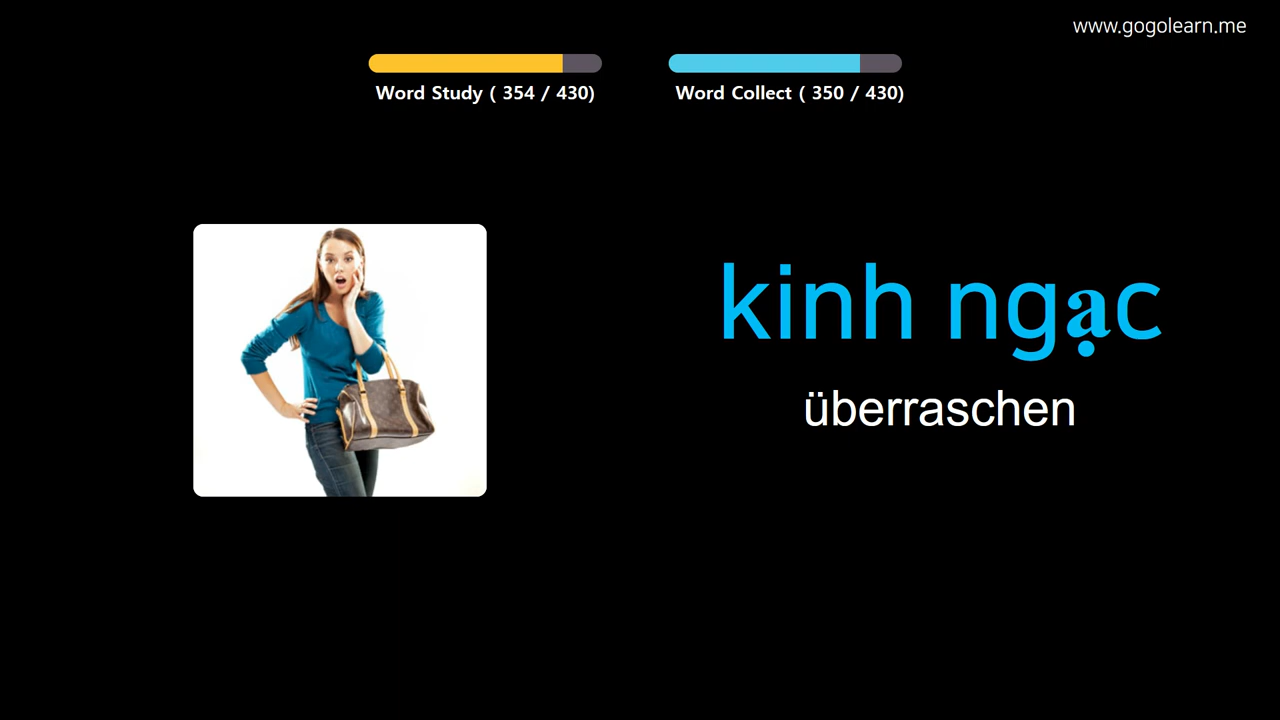 www.gogolearn.me
Word Study ( 354 / 430)
Word Collect ( 350 / 430)
kinh ngạc
überraschen